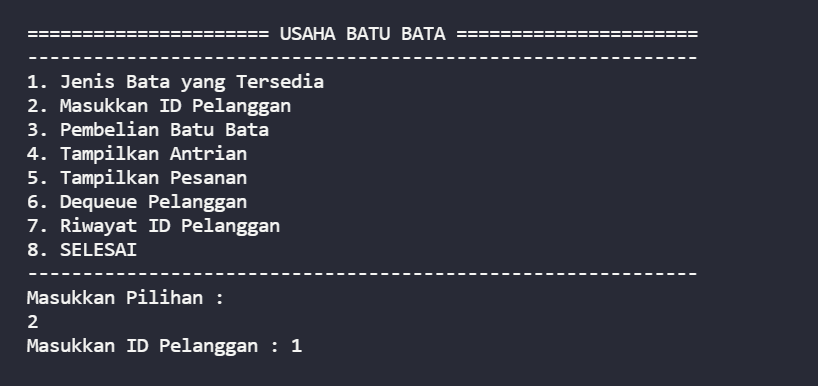 ====================== USAHA BATU BATA ======================
-------------------------------------------------------------
1. Jenis Bata yang Tersedia
2. Masukkan ID Pelanggan
3. Pembelian Batu Bata
4. Tampilkan Antrian
5. Tampilkan Pesanan
6. Dequeue Pelanggan
7. Riwayat ID Pelanggan
8. SELESAI
-------------------------------------------------------------
Masukkan Pilihan :
2
Masukkan ID Pelanggan : 1